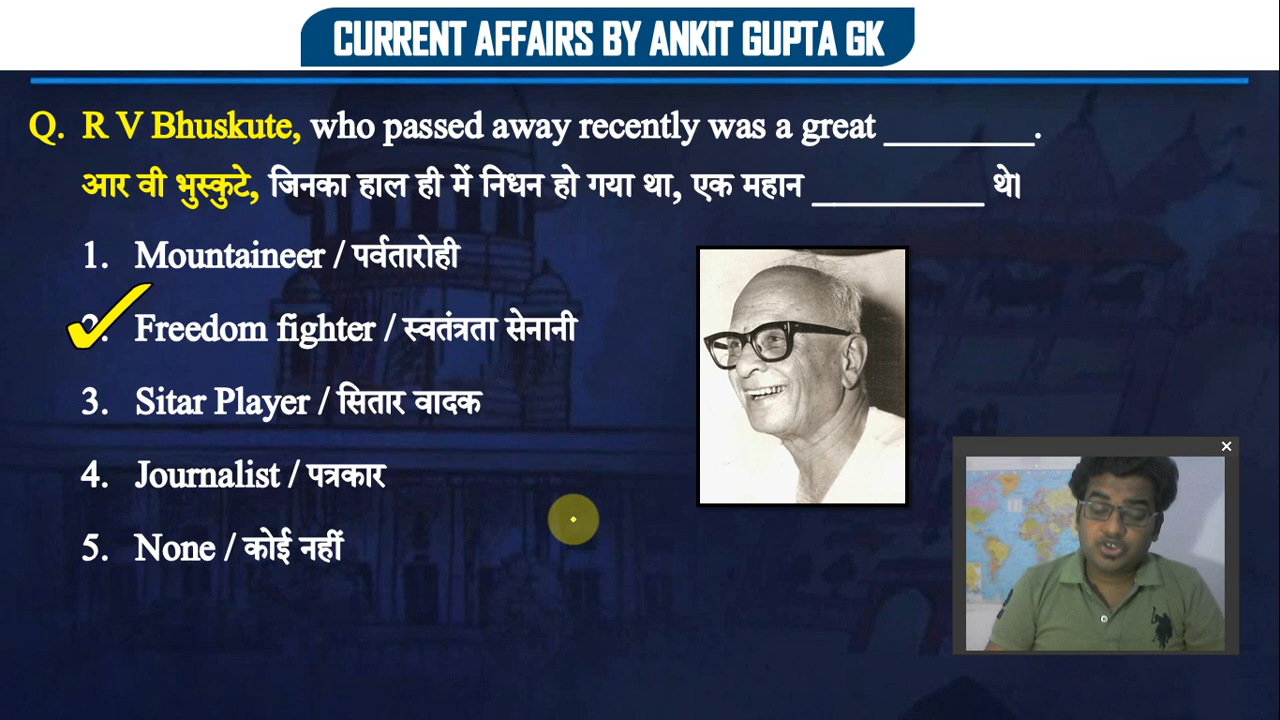 CURRENT AFFAIRS BY ANKIT GUPTA GK
Q. R V Bhuskute, who passed away recently was a great ________.
आर वी भुस्कुटे, जिनका हाल ही में निधन हो गया था, एक महान _________ थे।
1. Mountaineer / पर्वतारोही
2. Freedom fighter / स्वतंत्रता सेनानी
3. Sitar Player / सितार वादक
4. Journalist / पत्रकार
5. None / कोई नहीं